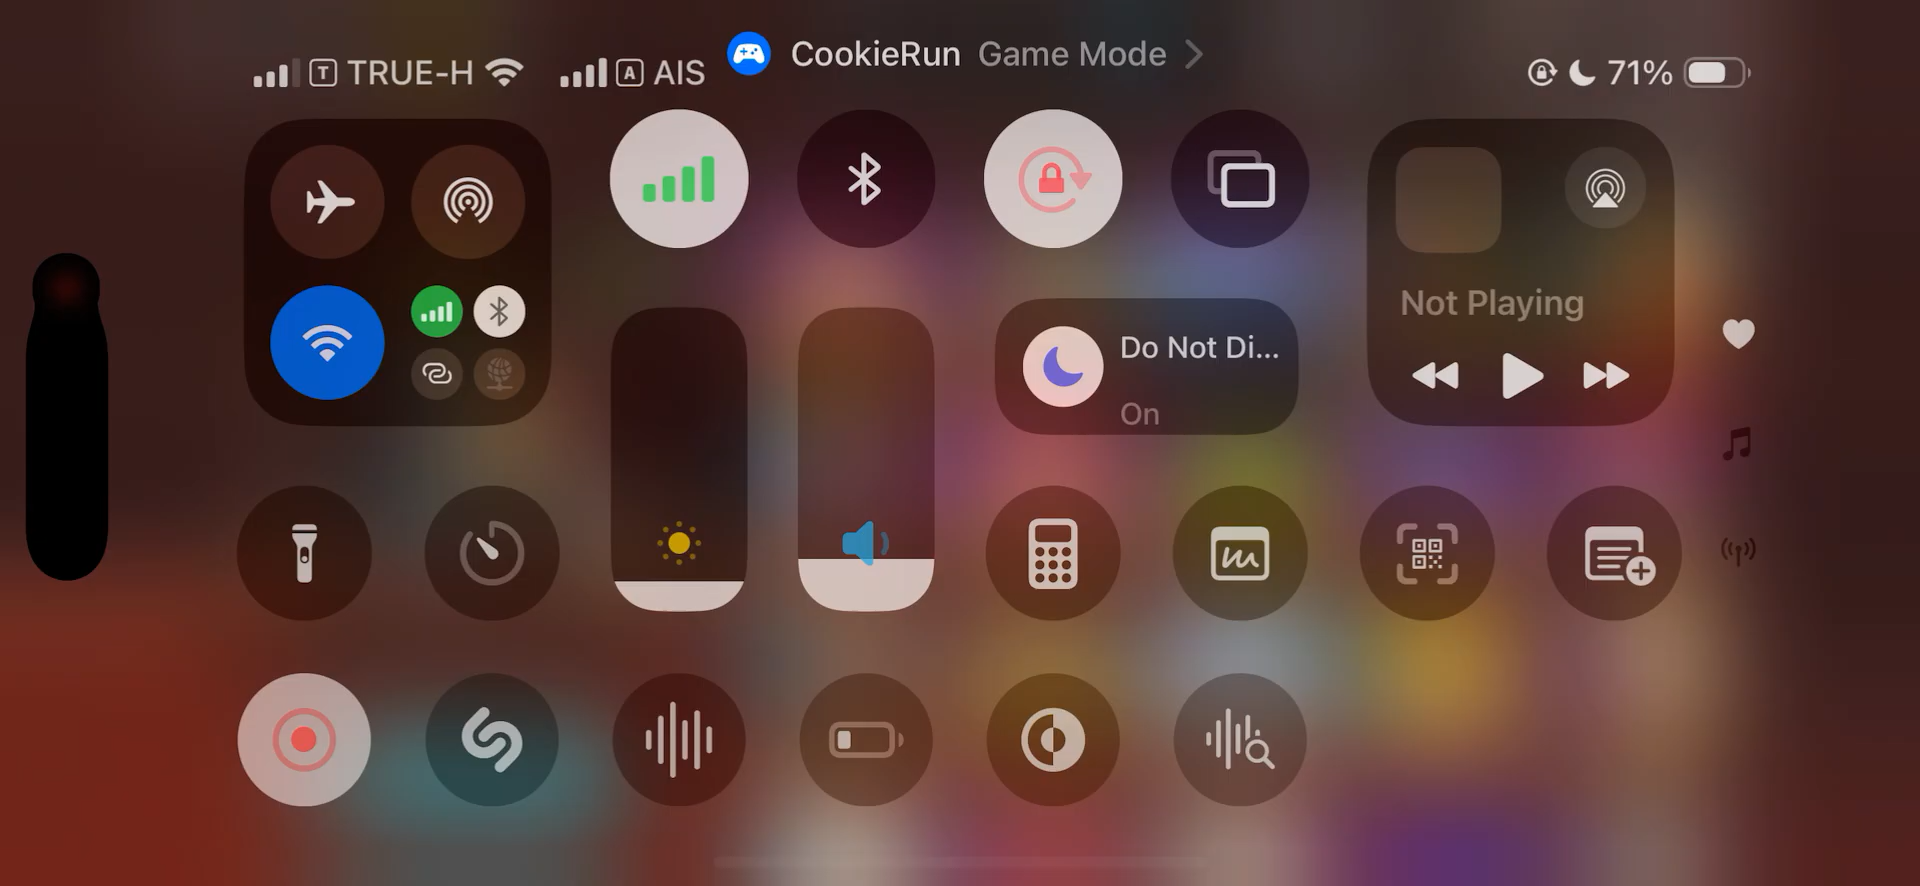 T TRUE-H
A AIS
CookieRun Game Mode
71%
Not Playing
Do Not Di...
On